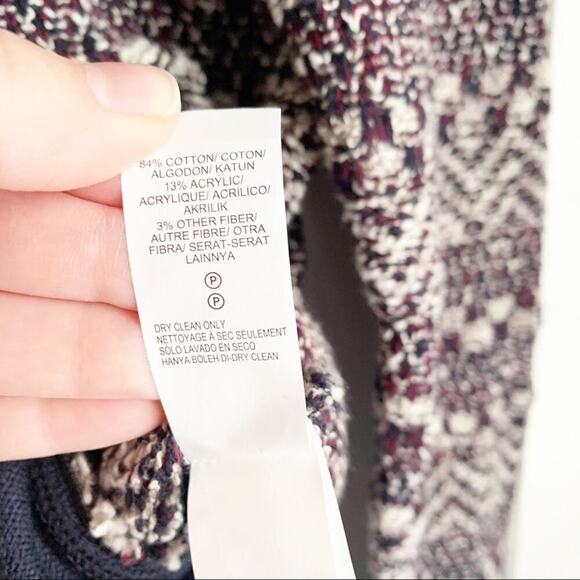 84% COTTON/ COTON/
ALGODON/ KATUN
13% ACRYLIC/
ACRYLIQUE/ ACRILICO/
AKRILIK
3% OTHER FIBER/
AUTRE FIBRE/ OTRA
FIBRA/ SERAT-SERAT
LAINNYA
P
P
DRY CLEAN ONLY
NETTOYAGE À SEC SEULEMENT
SÓLO LAVADO EN SECO
HANYA BOLEH DI-DRY CLEAN